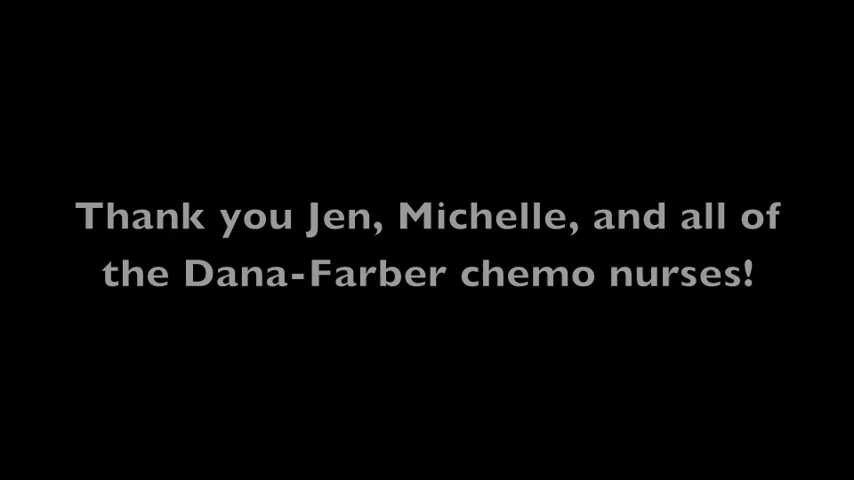 Thank you Jen, Michelle, and all of
the Dana-Farber chemo nurses!